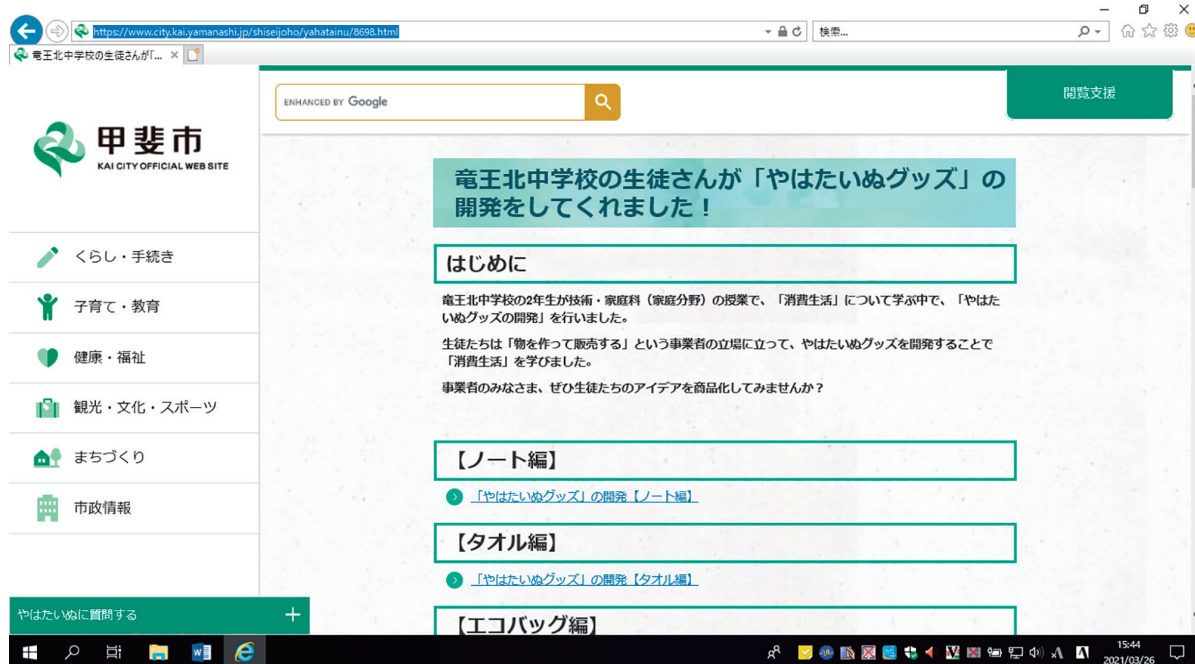 https://www.city.kai.yamanashi.jp/shiseijoho/yahatainu/8698.html
検索...
竜王北中学校の生徒さんが「...
ENHANCED BY Google
閲覧支援
甲斐市
KAI CITY OFFICIAL WEB SITE
くらし・手続き
子育て・教育
健康・福祉
観光・文化・スポーツ
まちづくり
市政情報
やはたいぬに質問する
竜王北中学校の生徒さんが「やはたいぬグッズ」の
開発をしてくれました！
はじめに
竜王北中学校の2年生が技術・家庭科（家庭分野）の授業で、「消費生活」について学ぶ中で、「やはた
いぬグッズの開発」を行いました。
生徒たちは「物を作って販売する」という事業者の立場に立って、やはたいぬグッズを開発することで
「消費生活」を学びました。
事業者のみなさま、ぜひ生徒たちのアイデアを商品化してみませんか？
【ノート編】
「やはたいぬグッズ」の開発【ノート編】
【タオル編】
「やはたいぬグッズ」の開発【タオル編】
【エコバッグ編】
15:44
2021/03/26